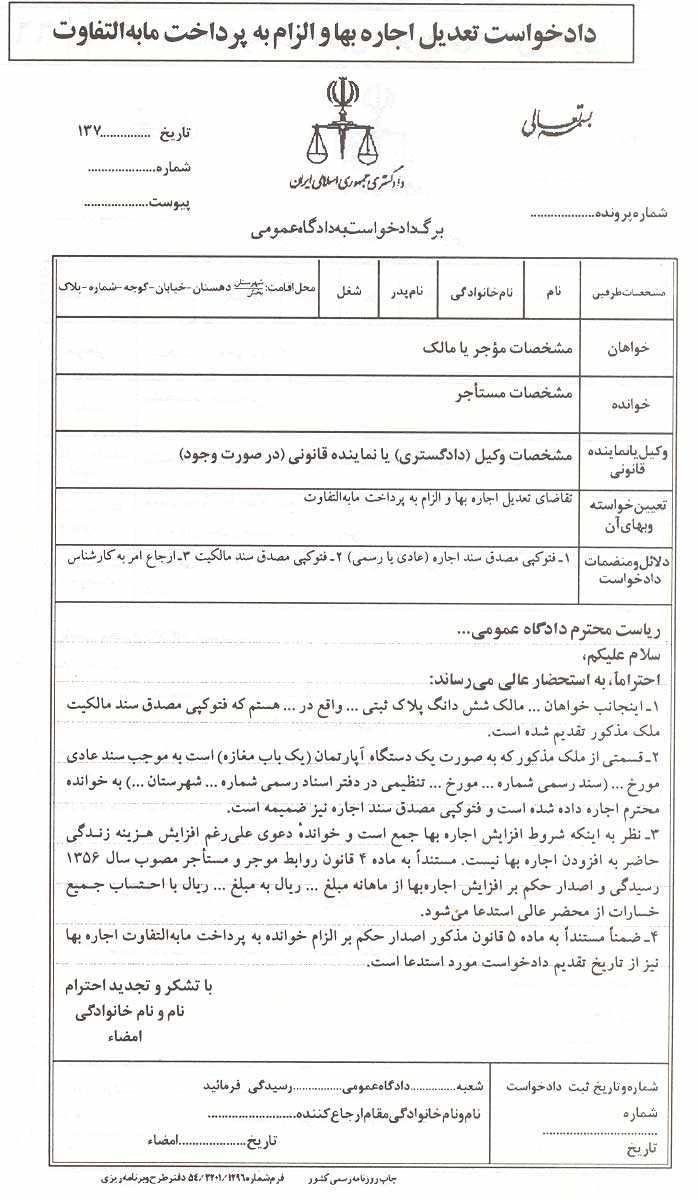 دادخواست تعدیل اجاره بها و الزام به پرداخت مابه‌التفاوت
بسمه تعالی
دادگستری جمهوری اسلامی ایران
تاریخ ..............۱۳۷
شماره....................
پیوست...................
شماره پرونده...................
برگ دادخواست به دادگاه عمومی
مشخصات طرفین
نام
نام خانوادگی
نام پدر
شغل
محل اقامت: شهرستان بخش دهستان-خیابان-کوچه-شماره-پلاک
خواهان
مشخصات مؤجر یا مالک
خوانده
مشخصات مستأجر
وکیل یا نماینده
قانونی
مشخصات وکیل (دادگستری) یا نماینده قانونی (در صورت وجود)
تعیین خواسته
وبهای آن
تقاضای تعدیل اجاره بها و الزام به پرداخت مابه‌التفاوت
دلائل و منضمات
دادخواست
۱ـ فتوکپی مصدق سند اجاره (عادی یا رسمی) ۲ـ فتوکپی مصدق سند مالکیت ۳ـ ارجاع امر به کارشناس
ریاست محترم دادگاه عمومی...
سلام علیکم،
احتراماً، به استحضار عالی می‌رساند:
۱ـ اینجانب خواهان ... مالک شش دانگ پلاک ثبتی ... واقع در ... هستم که فتوکپی مصدق سند مالکیت
ملک مذکور تقدیم شده است.
۲ـ قسمتی از ملک مذکور که به صورت یک دستگاه آپارتمان (یک باب مغازه) است به موجب سند عادی
مورخ ... (سند رسمی شماره ... مورخ ... تنظیمی در دفتر اسناد رسمی شماره ... شهرستان ...) به خوانده
محترم اجاره داده شده است و فتوکپی مصدق سند اجاره نیز ضمیمه است.
۳ـ نظر به اینکه شروط افزایش اجاره بها جمع است و خواندهٔ دعوی علی‌رغم افزایش هزینه زندگی
حاضر به افزودن اجاره بها نیست. مستنداً به ماده ۴ قانون روابط موجر و مستأجر مصوب سال ۱۳۵۶
رسیدگی و اصدار حکم بر افزایش اجاره‌بها از ماهانه مبلغ ... ریال به مبلغ ... ریال با احتساب جمیع
خسارات از محضر عالی استدعا می‌شود.
۴ـ ضمناً مستنداً به ماده ۵ قانون مذکور اصدار حکم بر الزام خوانده به پرداخت مابه‌التفاوت اجاره بها
نیز از تاریخ تقدیم دادخواست مورد استدعا است.
با تشکر و تجدید احترام
نام و نام خانوادگی
امضاء
شماره و تاریخ ثبت دادخواست
شماره
................................
تاریخ
شعبه..............دادگاه عمومی...............رسیدگی فرمائید
نام و نام خانوادگی مقام ارجاع کننده........................
تاریخ....................امضاء
چاپ روزنامه رسمی کشور
فرم شماره ۵۴/۳۲۰۱/۱۲۹۶ دفتر طرح و برنامه ریزی